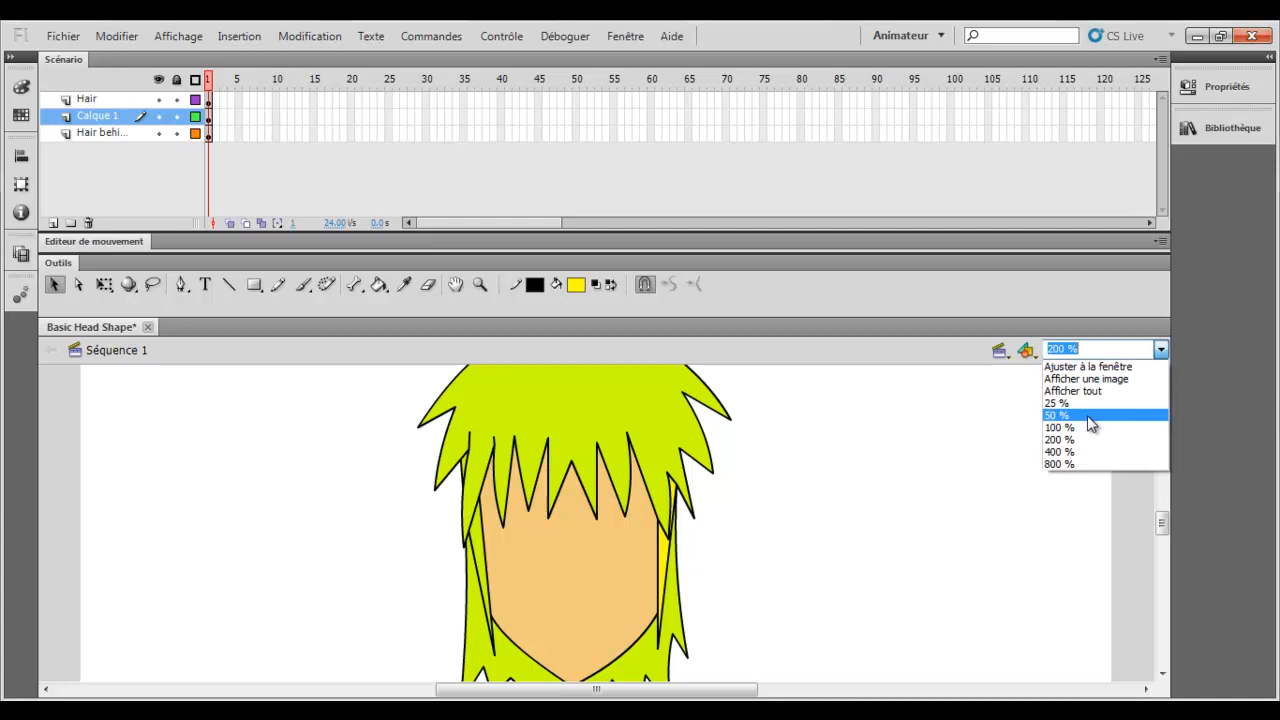 Fl Fichier Modifier Affichage Insertion Modification Texte Commandes Contrôle Déboguer Fenêtre Aide Animateur CS Live
Scénario
1 5 10 15 20 25 30 35 40 45 50 55 60 65 70 75 80 85 90 95 100 105 110 115 120 125
Hair
Calque 1
Hair behi...
1 24.00 i/s 0.0 s
Editeur de mouvement
Outils
Basic Head Shape*
Séquence 1
200 %
Ajuster à la fenêtre
Afficher une image
Afficher tout
25 %
50 %
100 %
200 %
400 %
800 %
Propriétés
Bibliothèque